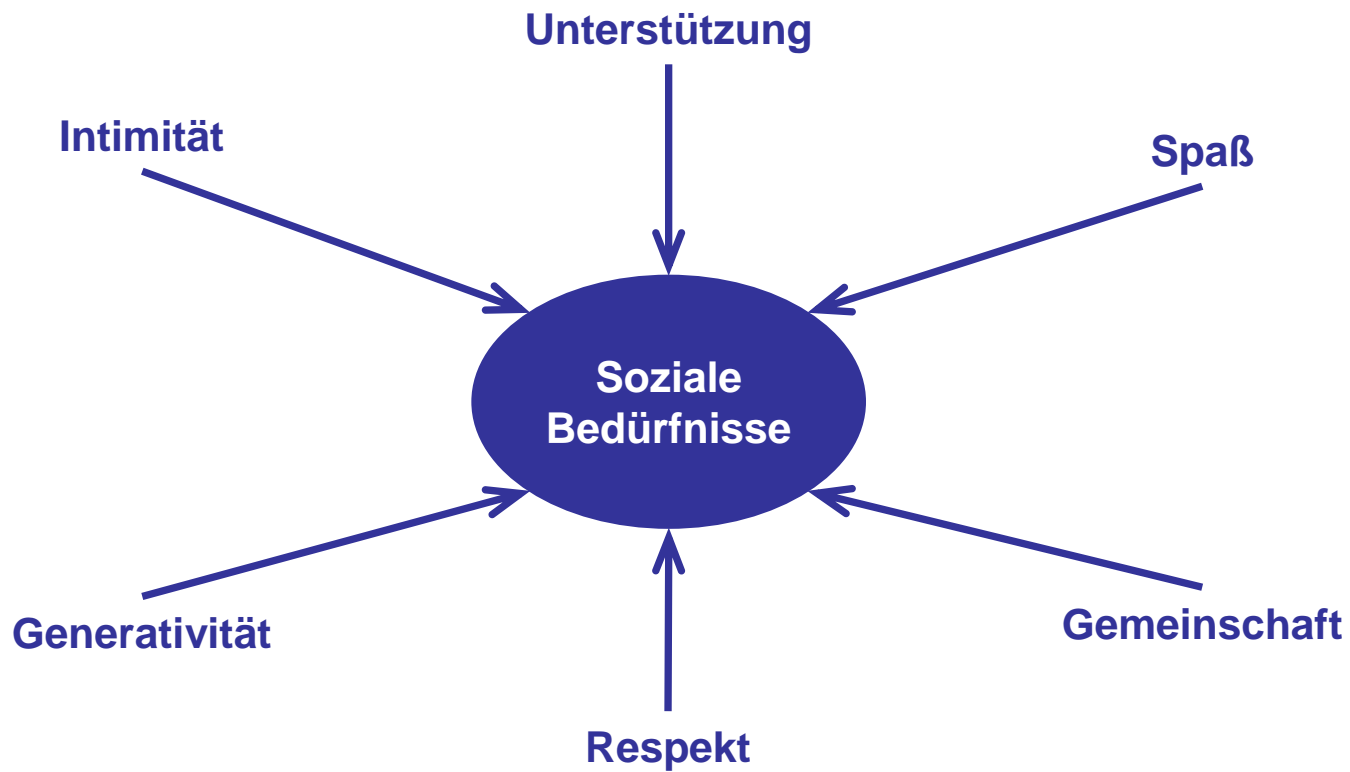 Unterstützung
Intimität
Spaß
Soziale
Bedürfnisse
Generativität
Gemeinschaft
Respekt